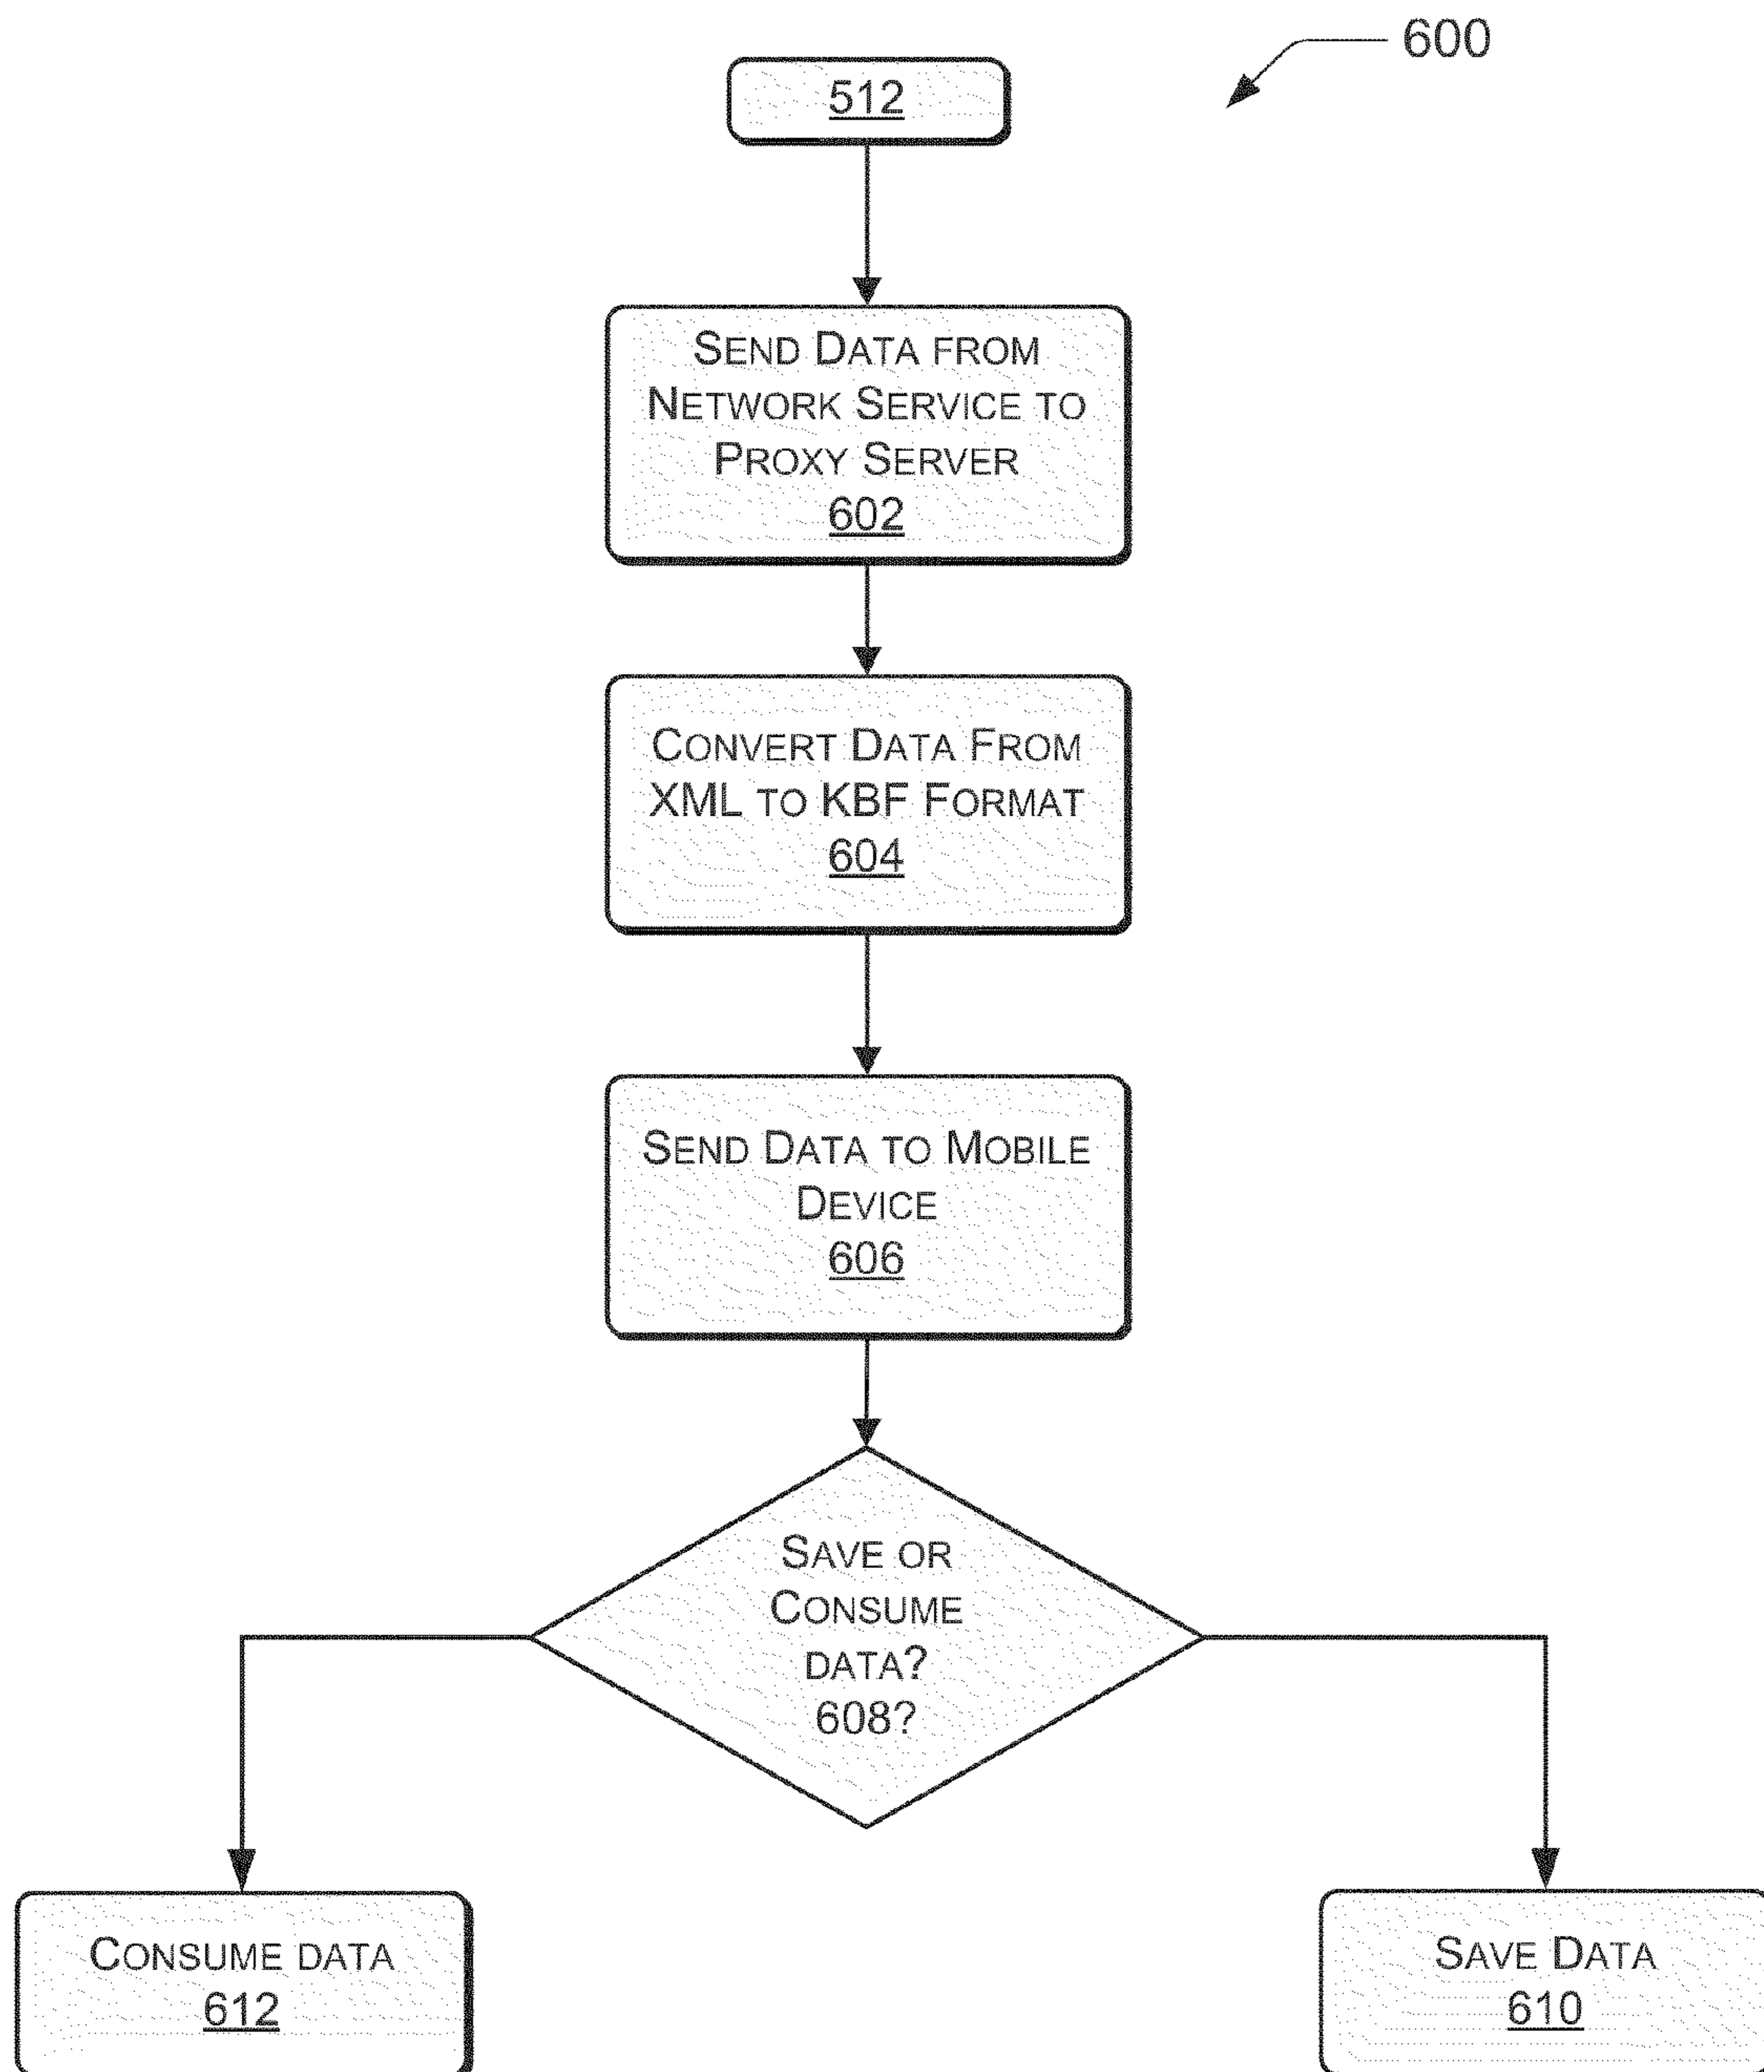 600
512
SEND DATA FROM
NETWORK SERVICE TO
PROXY SERVER
602
CONVERT DATA FROM
XML TO KBF FORMAT
604
SEND DATA TO MOBILE
DEVICE
606
SAVE OR
CONSUME
DATA?
608?
CONSUME DATA
612
SAVE DATA
610